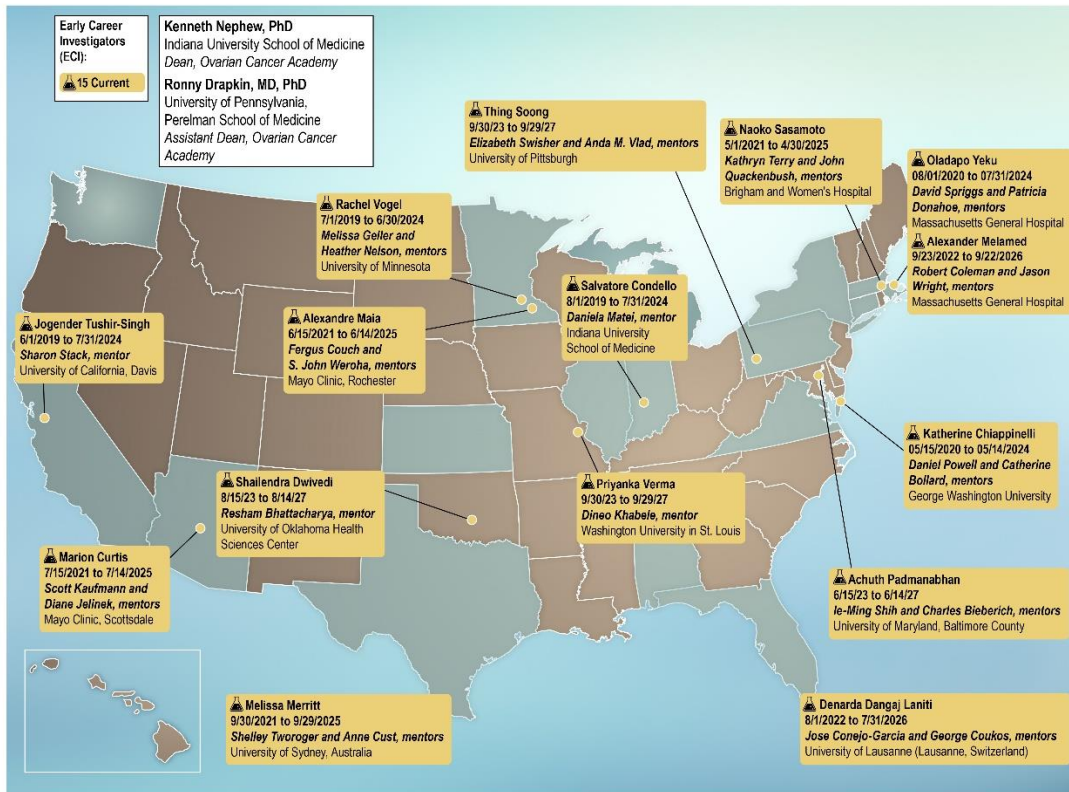 Early Career
Investigators
(ECI):
15 Current
Kenneth Nephew, PhD
Indiana University School of Medicine
Dean, Ovarian Cancer Academy
Ronny Drapkin, MD, PhD
University of Pennsylvania,
Perelman School of Medicine
Assistant Dean, Ovarian Cancer
Academy
Thing Soong
9/30/23 to 9/29/27
Elizabeth Swisher and Anda M. Vlad, mentors
University of Pittsburgh
Naoko Sasamoto
5/1/2021 to 4/30/2025
Kathryn Terry and John
Quackenbush, mentors
Brigham and Women's Hospital
Oladapo Yeku
08/01/2020 to 07/31/2024
David Spriggs and Patricia
Donahoe, mentors
Massachusetts General Hospital
Alexander Melamed
9/23/2022 to 9/22/2026
Robert Coleman and Jason
Wright, mentors
Massachusetts General Hospital
Rachel Vogel
7/1/2019 to 6/30/2024
Melissa Geller and
Heather Nelson, mentors
University of Minnesota
Salvatore Condello
8/1/2019 to 7/31/2024
Daniela Matei, mentor
Indiana University
School of Medicine
Alexandre Maia
6/15/2021 to 6/14/2025
Fergus Couch and
S. John Weroha, mentors
Mayo Clinic, Rochester
Jogender Tushir-Singh
6/1/2019 to 7/31/2024
Sharon Stack, mentor
University of California, Davis
Katherine Chiappinelli
05/15/2020 to 05/14/2024
Daniel Powell and Catherine
Bollard, mentors
George Washington University
Shailendra Dwivedi
8/15/23 to 8/14/27
Resham Bhattacharya, mentor
University of Oklahoma Health
Sciences Center
Priyanka Verma
9/30/23 to 9/29/27
Dineo Khabele, mentor
Washington University in St. Louis
Marion Curtis
7/15/2021 to 7/14/2025
Scott Kaufmann and
Diane Jelinek, mentors
Mayo Clinic, Scottsdale
Achuth Padmanabhan
6/15/23 to 6/14/27
Ie-Ming Shih and Charles Bieberich, mentors
University of Maryland, Baltimore County
Melissa Merritt
9/30/2021 to 9/29/2025
Shelley Tworoger and Anne Cust, mentors
University of Sydney, Australia
Denarda Dangaj Laniti
8/1/2022 to 7/31/2026
Jose Conejo-Garcia and George Coukos, mentors
University of Lausanne (Lausanne, Switzerland)